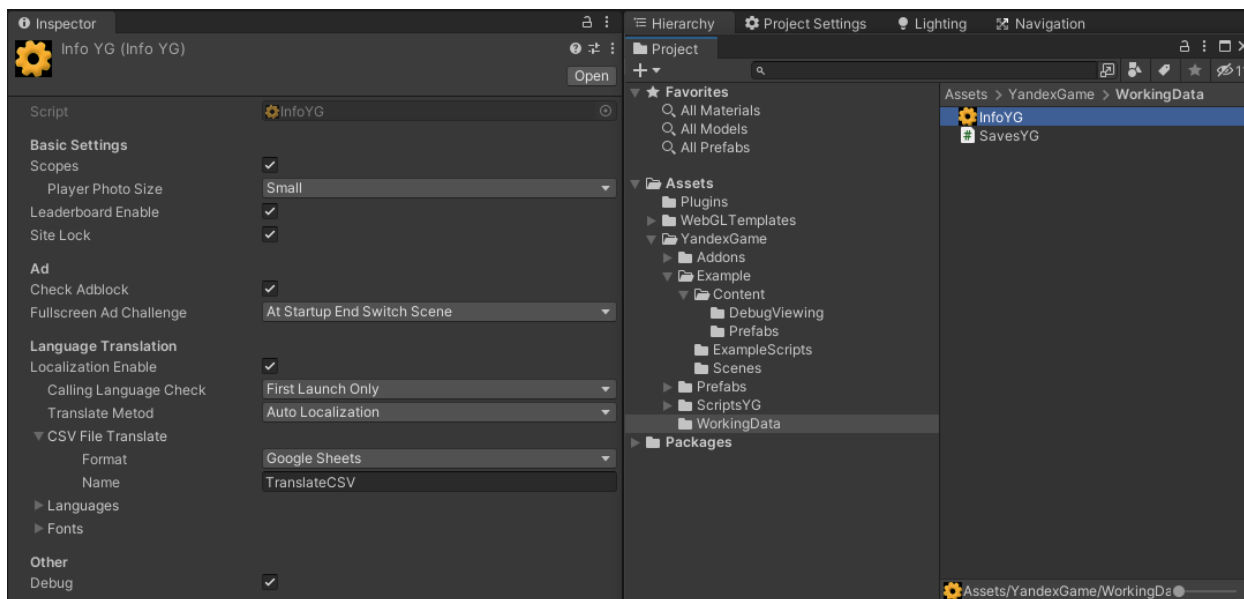 Inspector
Info YG (Info YG)
Open
Script InfoYG
Basic Settings
Scopes
Player Photo Size Small
Leaderboard Enable
Site Lock
Ad
Check Adblock
Fullscreen Ad Challenge At Startup End Switch Scene
Language Translation
Localization Enable
Calling Language Check First Launch Only
Translate Metod Auto Localization
CSV File Translate
Format Google Sheets
Name TranslateCSV
Languages
Fonts
Other
Debug
Hierarchy Project Settings Lighting Navigation
Project
Favorites
All Materials
All Models
All Prefabs
Assets
Plugins
WebGLTemplates
YandexGame
Addons
Example
Content
DebugViewing
Prefabs
ExampleScripts
Scenes
Prefabs
ScriptsYG
WorkingData
Packages
Assets > YandexGame > WorkingData
InfoYG
SavesYG
Assets/YandexGame/WorkingDa